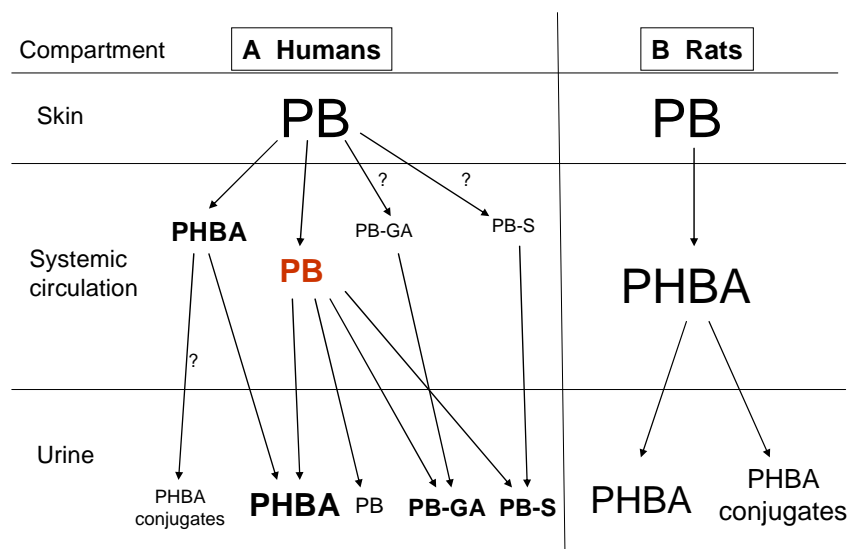 Compartment
A Humans
B Rats
Skin
PB
PB
?
?
PHBA
PB-GA
PB-S
Systemic
circulation
PB
PHBA
?
Urine
PHBA
conjugates
PHBA
PB
PB-GA
PB-S
PHBA
PHBA
conjugates